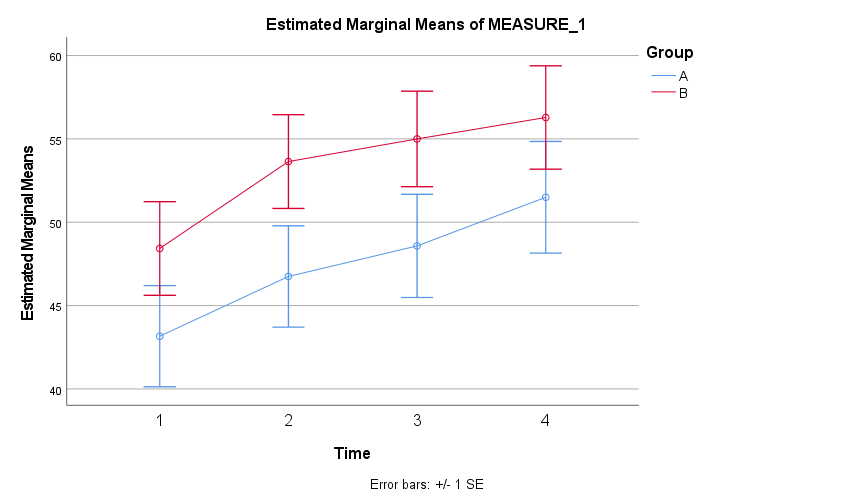 Estimated Marginal Means of MEASURE_1
Group
A
B
Estimated Marginal Means
60
55
50
45
40
1 2 3 4
Time
Error bars: +/- 1 SE